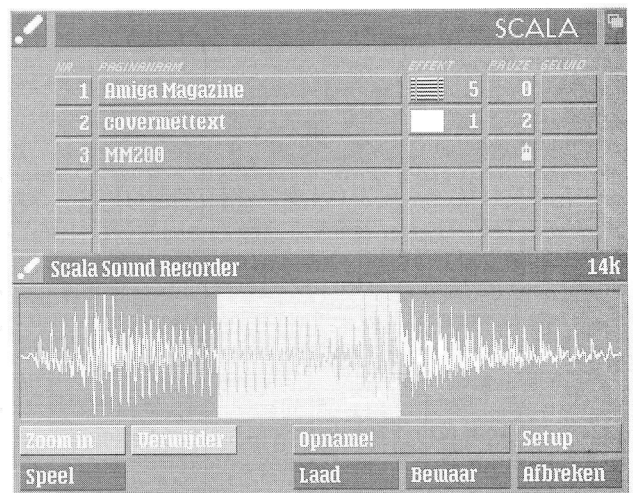 SCALA
NR PAGINANAAM EFFEKT PAUZE GELUID
1 Amiga Magazine 5 0
2 covermettext 1 2
3 MM200
Scala Sound Recorder 14k
Zoom in Verwijder Opname! Setup
Speel Laad Bewaar Afbreken